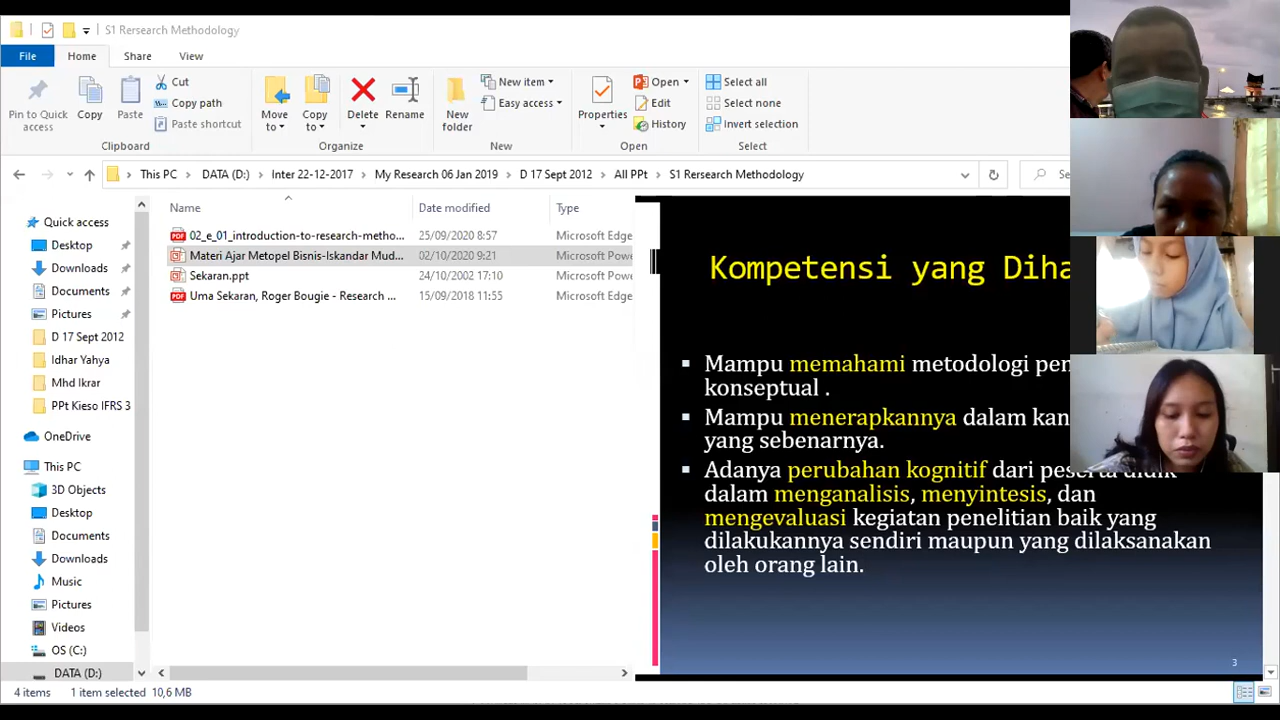 S1 Rersearch Methodology
File Home Share View
Pin to Quick access
Copy
Paste
Cut
Copy path
Paste shortcut
Clipboard
Move to
Copy to
Delete
Rename
Organize
New folder
New item
Easy access
New
Properties
Open
Edit
History
Open
Select all
Select none
Invert selection
Select
This PC DATA (D:) Inter 22-12-2017 My Research 06 Jan 2019 D 17 Sept 2012 All PPt S1 Rersearch Methodology
Name Date modified Type
02_e_01_introduction-to-research-metho... 25/09/2020 8:57 Microsoft Edge
Materi Ajar Metopel Bisnis-Iskandar Mud... 02/10/2020 9:21 Microsoft Pow
Sekaran.ppt 24/10/2002 17:10 Microsoft Pow
Uma Sekaran, Roger Bougie - Research ... 15/09/2018 11:55 Microsoft Edge
Quick access
Desktop
Downloads
Documents
Pictures
D 17 Sept 2012
Idhar Yahya
Mhd Ikrar
PPt Kieso IFRS 3
OneDrive
This PC
3D Objects
Desktop
Documents
Downloads
Music
Pictures
Videos
OS (C:)
DATA (D:)
4 items 1 item selected 10,6 MB
Kompetensi yang Diha
Mampu memahami metodologi pen
konseptual .
Mampu menerapkannya dalam kan
yang sebenarnya.
Adanya perubahan kognitif dari peserta didik
dalam menganalisis, menyintesis, dan
mengevaluasi kegiatan penelitian baik yang
dilakukannya sendiri maupun yang dilaksanakan
oleh orang lain.
3